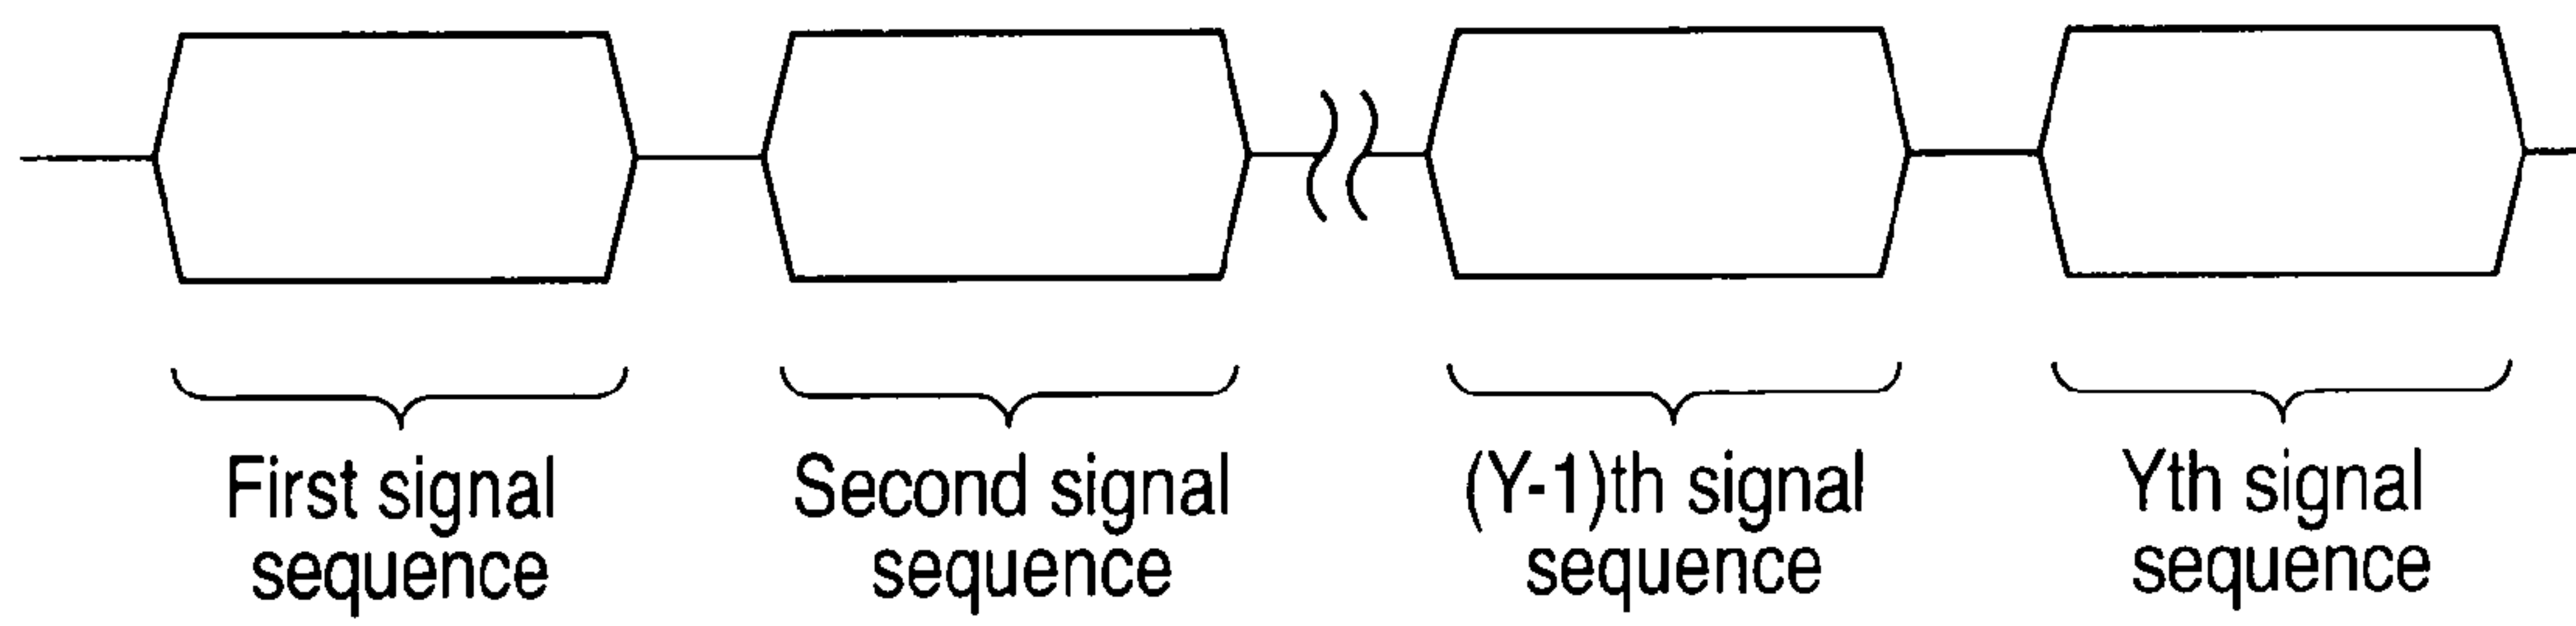 First signal
sequence
Second signal
sequence
(Y-1)th signal
sequence
Yth signal
sequence